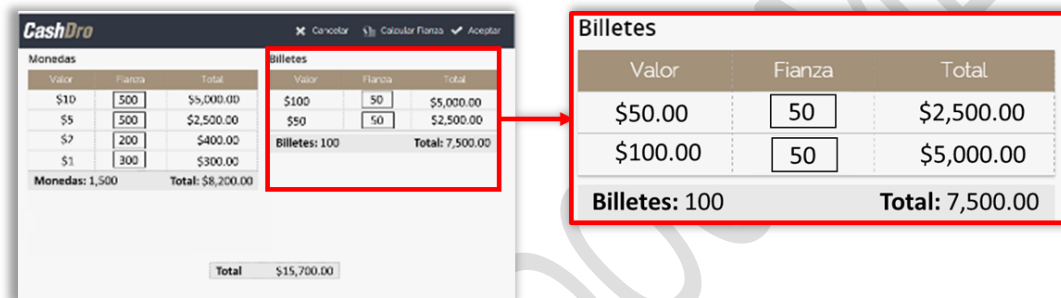 CashDro
Cancelar Calcular Fianza Aceptar
Monedas
Valor Fianza Total
$10 500 $5,000.00
$5 500 $2,500.00
$2 200 $400.00
$1 300 $300.00
Monedas: 1,500 Total: $8,200.00
Billetes
Valor Fianza Total
$100 50 $5,000.00
$50 50 $2,500.00
Billetes: 100 Total: 7,500.00
Total $15,700.00
Billetes
Valor Fianza Total
$50.00 50 $2,500.00
$100.00 50 $5,000.00
Billetes: 100 Total: 7,500.00